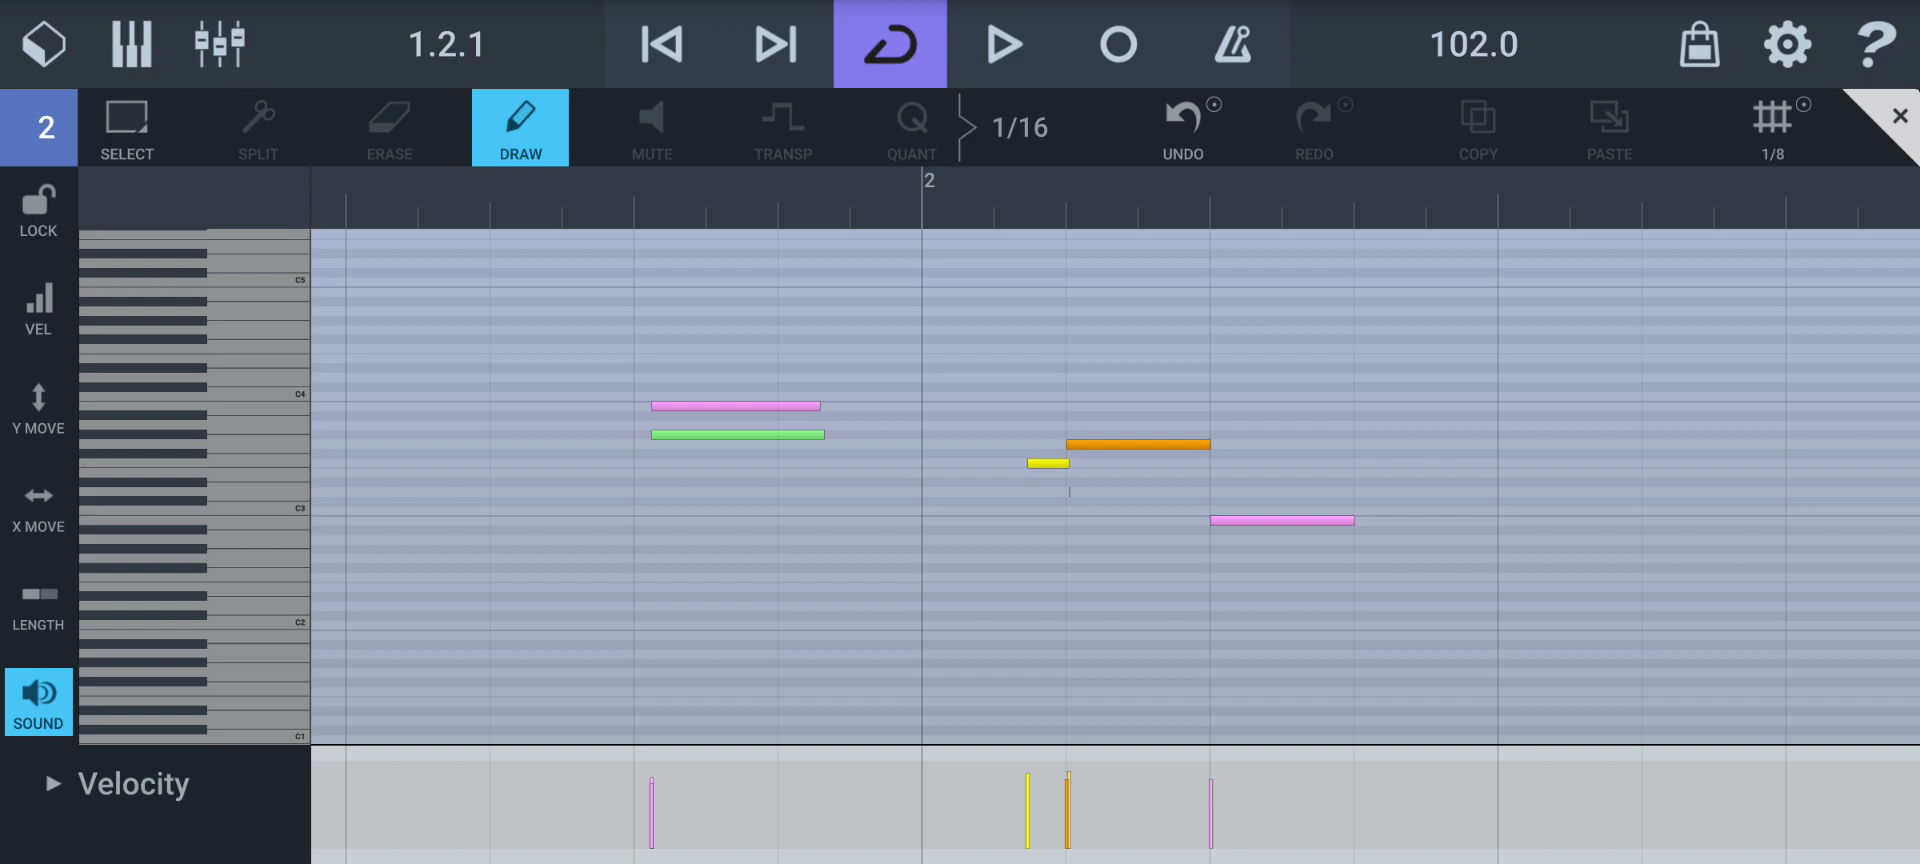 1.2.1
102.0
2
SELECT
SPLIT
ERASE
DRAW
MUTE
TRANSP
QUANT
1/16
UNDO
REDO
COPY
PASTE
1/8
2
LOCK
VEL
Y MOVE
X MOVE
LENGTH
SOUND
C5
C4
C3
C2
C1
Velocity